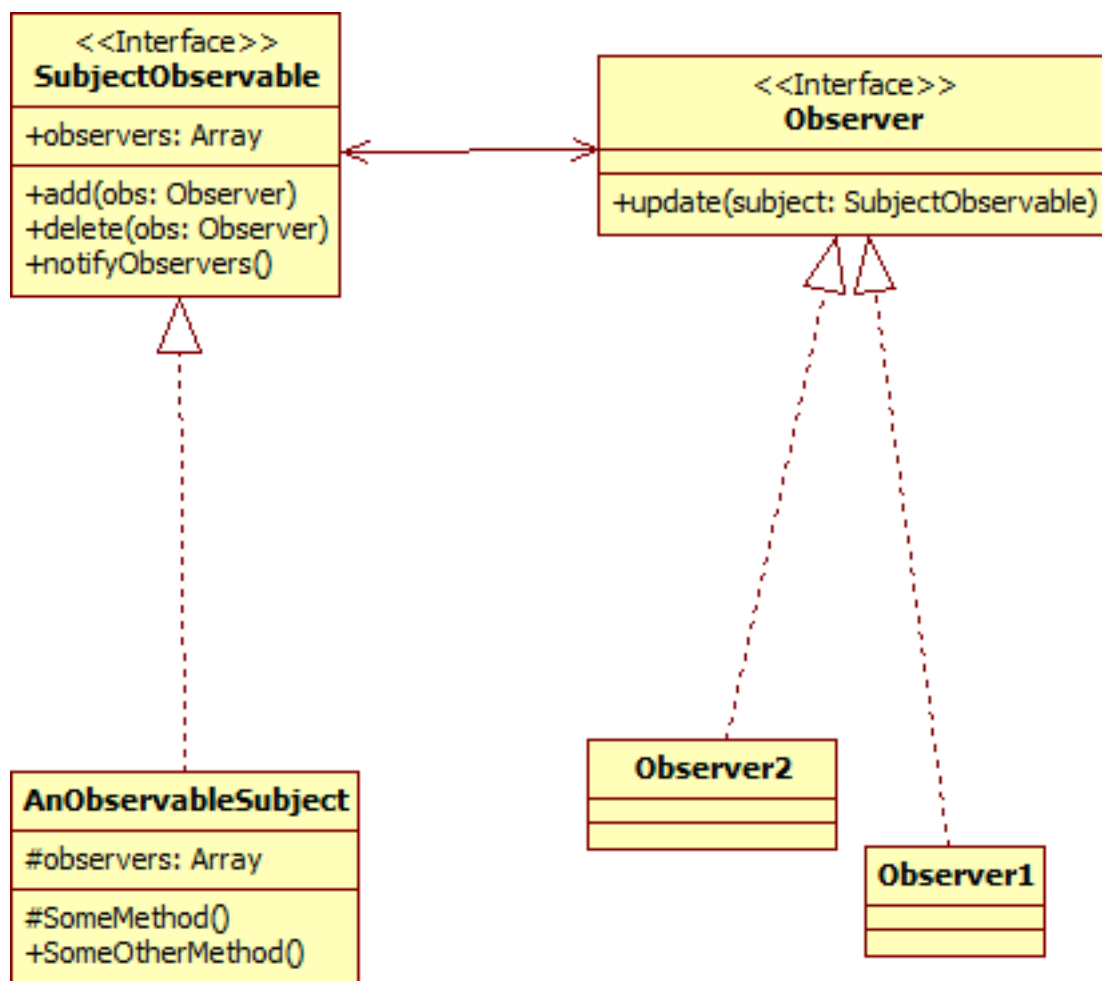 <<Interface>>
SubjectObservable
+observers: Array
+add(obs: Observer)
+delete(obs: Observer)
+notifyObservers()
<<Interface>>
Observer
+update(subject: SubjectObservable)
Observer2
AnObservableSubject
#observers: Array
#SomeMethod()
+SomeOtherMethod()
Observer1